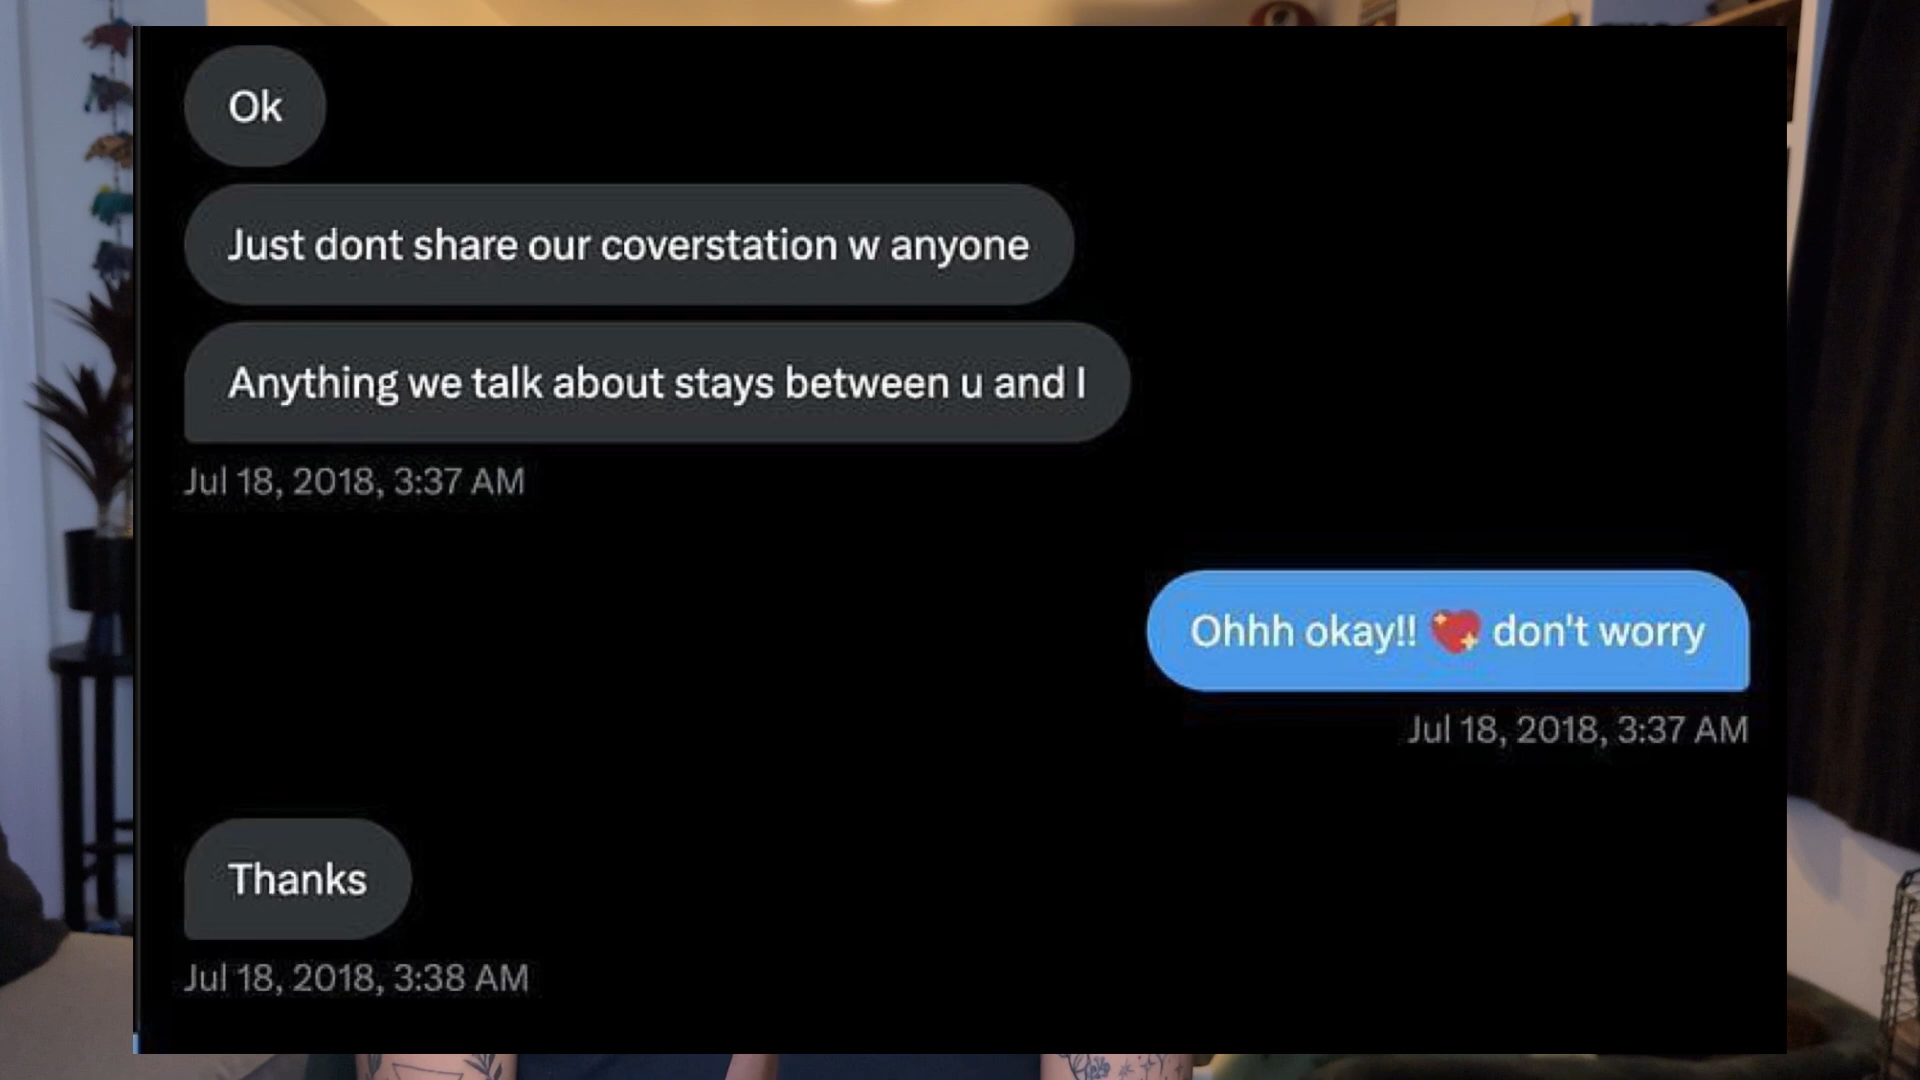 Ok
Just dont share our coverstation w anyone
Anything we talk about stays between u and I
Jul 18, 2018, 3:37 AM
Ohhh okay!! 💖 don't worry
Jul 18, 2018, 3:37 AM
Thanks
Jul 18, 2018, 3:38 AM